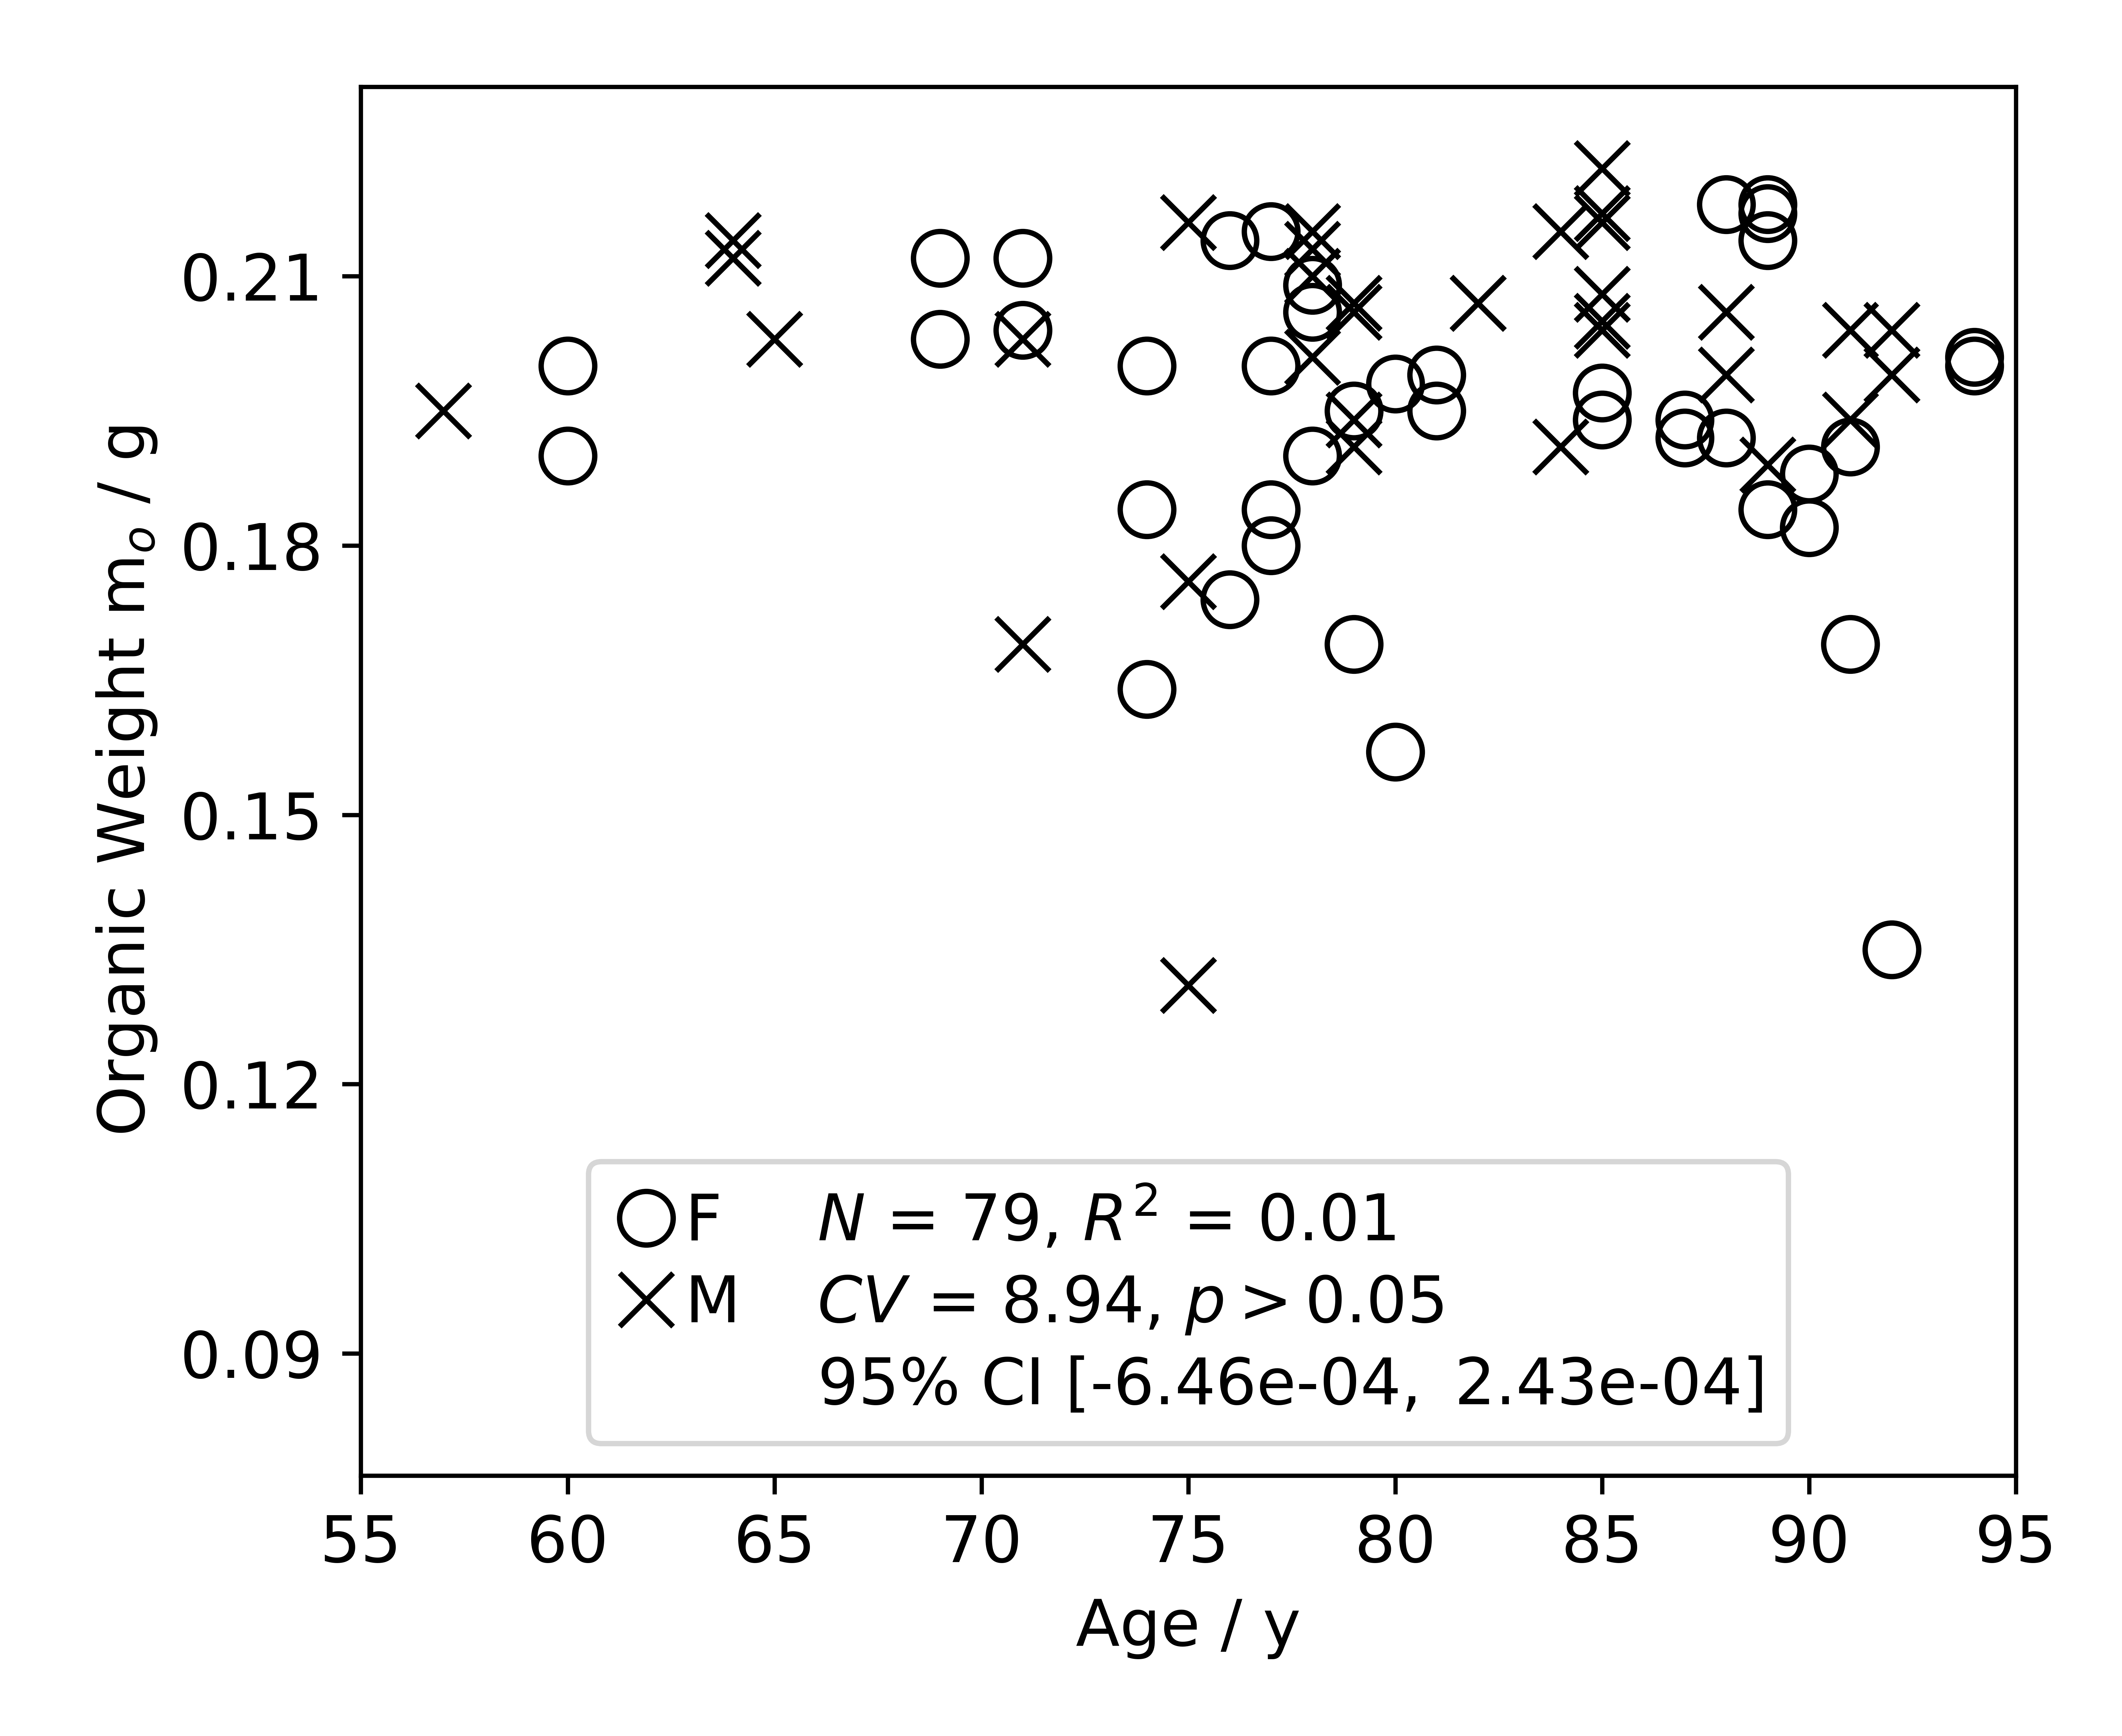 Organic Weight mₒ / g
0.21
0.18
0.15
0.12
0.09
F N = 79, R² = 0.01
M CV = 8.94, p > 0.05
95% CI [-6.46e-04, 2.43e-04]
55 60 65 70 75 80 85 90 95
Age / y